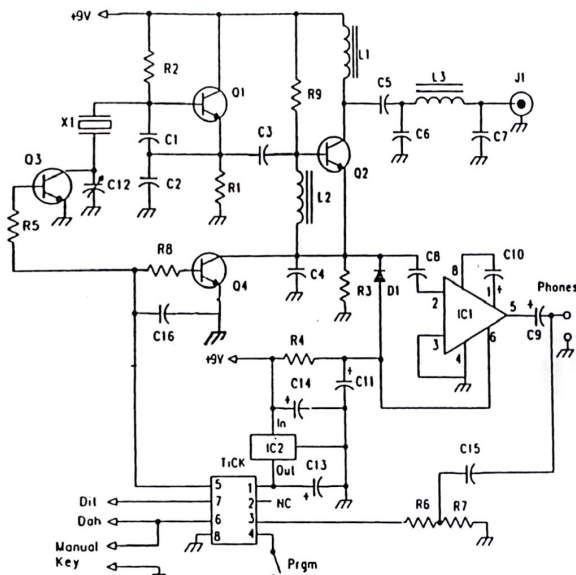 +9V
L1
R2
Q1
R9
C5
L3
J1
X1
C1
C3
C6
C7
Q3
Q2
C12
C2
R1
L2
R5
R8
Q4
C4
R3
D1
C8
8
C10
1
+
Phones
2
IC1
5
+
C9
3
4
6
C16
+9V
R4
+
C11
C14
+
In
IC2
TiCK
Out
C13
+
C15
5
1
Dit
7
2
NC
Dah
6
3
R6
R7
Manual
8
4
Key
Prgm